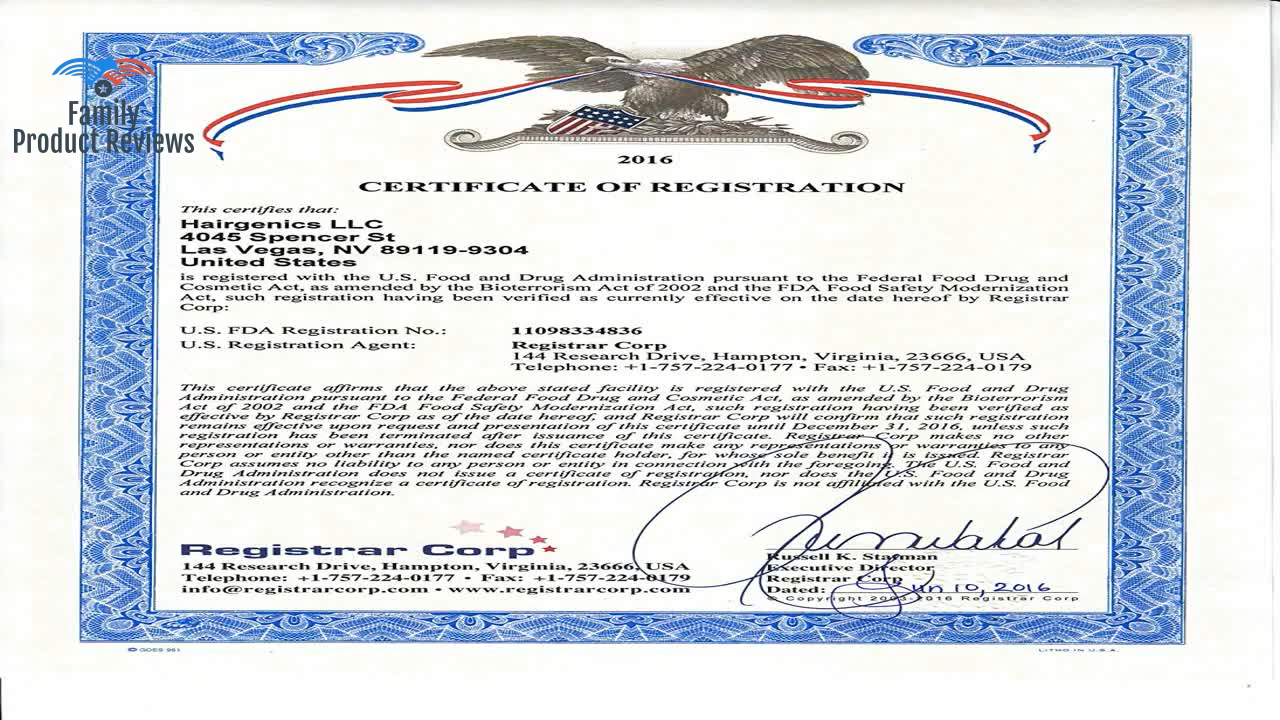 Family
Product Reviews
2016
CERTIFICATE OF REGISTRATION
This certifies that:
Hairgenics LLC
4045 Spencer St
Las Vegas, NV 89119-9304
United States
is registered with the U.S. Food and Drug Administration pursuant to the Federal Food Drug and
Cosmetic Act, as amended by the Bioterrorism Act of 2002 and the FDA Food Safety Modernization
Act, such registration having been verified as currently effective on the date hereof by Registrar
Corp:
U.S. FDA Registration No.: 11098334836
U.S. Registration Agent: Registrar Corp
144 Research Drive, Hampton, Virginia, 23666, USA
Telephone: +1-757-224-0177 • Fax: +1-757-224-0179
This certificate affirms that the above stated facility is registered with the U.S. Food and Drug
Administration pursuant to the Federal Food Drug and Cosmetic Act, as amended by the Bioterrorism
Act of 2002 and the FDA Food Safety Modernization Act, such registration having been verified as
effective by Registrar Corp as of the date hereof, and Registrar Corp will confirm that such registration
remains effective upon request and presentation of this certificate until December 31, 2016, unless such
registration has been terminated after issuance of this certificate. Registrar Corp makes no other
representations or warranties, nor does this certificate make any representations or warranties to any
person or entity other than the named certificate holder, for whose sole benefit it is issued. Registrar
Corp assumes no liability to any person or entity in connection with the foregoing. The U.S. Food and
Drug Administration does not issue a certificate of registration, nor does the U.S. Food and Drug
Administration recognize a certificate of registration. Registrar Corp is not affiliated with the U.S. Food
and Drug Administration.
Registrar Corp
144 Research Drive, Hampton, Virginia, 23666, USA
Telephone: +1-757-224-0177 • Fax: +1-757-224-0179
info@registrarcorp.com • www.registrarcorp.com
Russell K. Statman
Executive Director
Registrar Corp
Dated: Jun 10, 2016
© Copyright 2003-2016 Registrar Corp
© GOES 961
LITHO IN U.S.A.